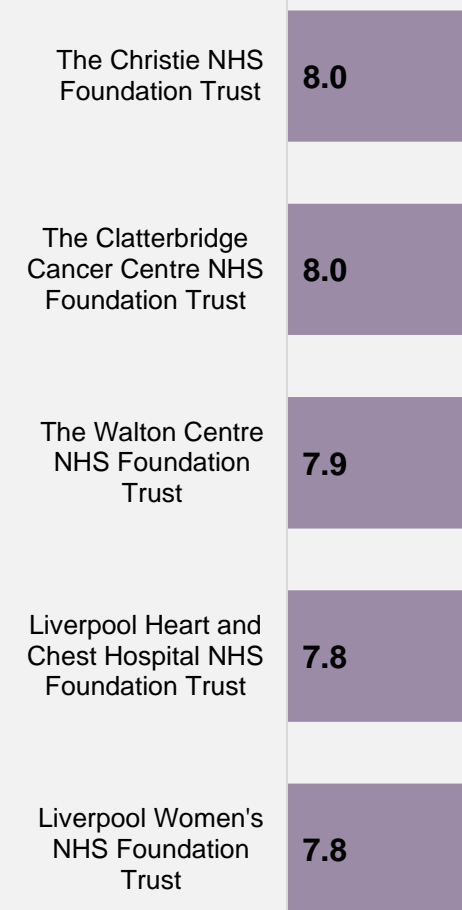 The Christie NHS
Foundation Trust
8.0
The Clatterbridge
Cancer Centre NHS
Foundation Trust
8.0
The Walton Centre
NHS Foundation
Trust
7.9
Liverpool Heart and
Chest Hospital NHS
Foundation Trust
7.8
Liverpool Women's
NHS Foundation
Trust
7.8